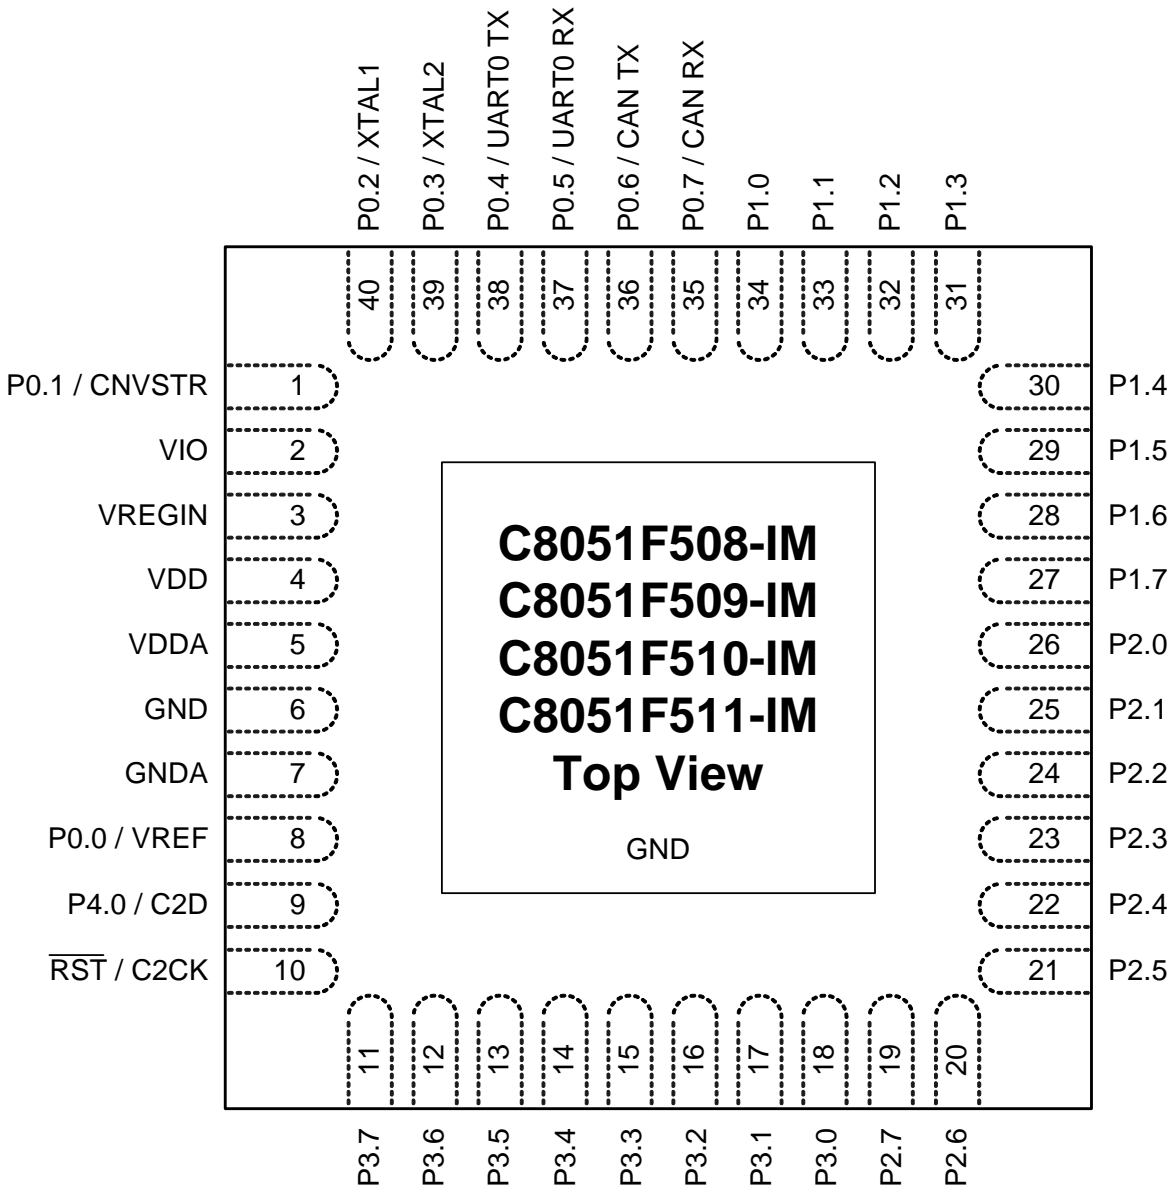 P0.2 / XTAL1
P0.3 / XTAL2
P0.4 / UART0 TX
P0.5 / UART0 RX
P0.6 / CAN TX
P0.7 / CAN RX
P1.0
P1.1
P1.2
P1.3
40
39
38
37
36
35
34
33
32
31
P0.1 / CNVSTR 1
VIO 2
VREGIN 3
VDD 4
VDDA 5
GND 6
GNDA 7
P0.0 / VREF 8
P4.0 / C2D 9
RST / C2CK 10
C8051F508-IM
C8051F509-IM
C8051F510-IM
C8051F511-IM
Top View
GND
30 P1.4
29 P1.5
28 P1.6
27 P1.7
26 P2.0
25 P2.1
24 P2.2
23 P2.3
22 P2.4
21 P2.5
11
12
13
14
15
16
17
18
19
20
P3.7
P3.6
P3.5
P3.4
P3.3
P3.2
P3.1
P3.0
P2.7
P2.6